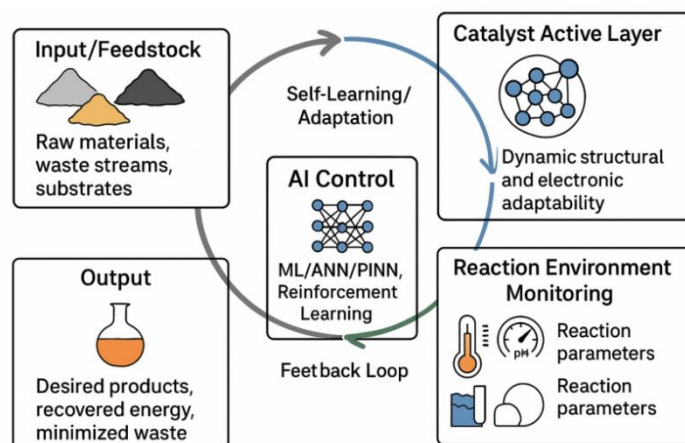 Input/Feedstock
Raw materials,
waste streams,
substrates
Self-Learning/
Adaptation
Catalyst Active Layer
Dynamic structural
and electronic
adaptability
AI Control
ML/ANN/PINN,
Reinforcement
Learning
Output
Desired products,
recovered energy,
minimized waste
Feet back Loop
Reaction Environment
Monitoring
pH
Reaction
parameters
Reaction
parameters